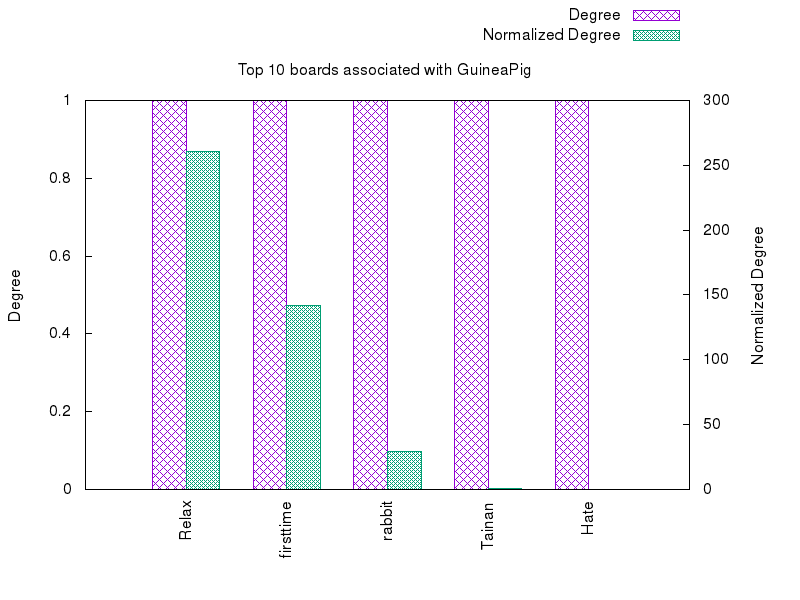 Degree
Normalized Degree
Top 10 boards associated with GuineaPig
1
0.8
0.6
0.4
0.2
0
300
250
200
150
100
50
0
Degree
Normalized Degree
Relax
firsttime
rabbit
Tainan
Hate